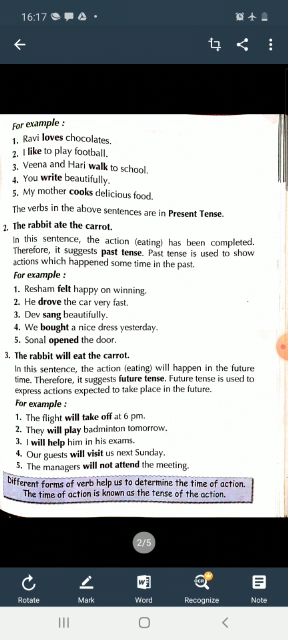 16:17
For example :
1. Ravi loves chocolates.
2. I like to play football.
3. Veena and Hari walk to school.
4. You write beautifully.
5. My mother cooks delicious food.
The verbs in the above sentences are in Present Tense.
2. The rabbit ate the carrot.
In this sentence, the action (eating) has been completed.
Therefore, it suggests past tense. Past tense is used to show
actions which happened some time in the past.
For example :
1. Resham felt happy on winning.
2. He drove the car very fast.
3. Dev sang beautifully.
4. We bought a nice dress yesterday.
5. Sonal opened the door.
3. The rabbit will eat the carrot.
In this sentence, the action (eating) will happen in the future
time. Therefore, it suggests future tense. Future tense is used to
express actions expected to take place in the future.
For example :
1. The flight will take off at 6 pm.
2. They will play badminton tomorrow.
3. I will help him in his exams.
4. Our guests will visit us next Sunday.
5. The managers will not attend the meeting.
Different forms of verb help us to determine the time of action.
The time of action is known as the tense of the action.
2/5
Rotate Mark Word Recognize Note